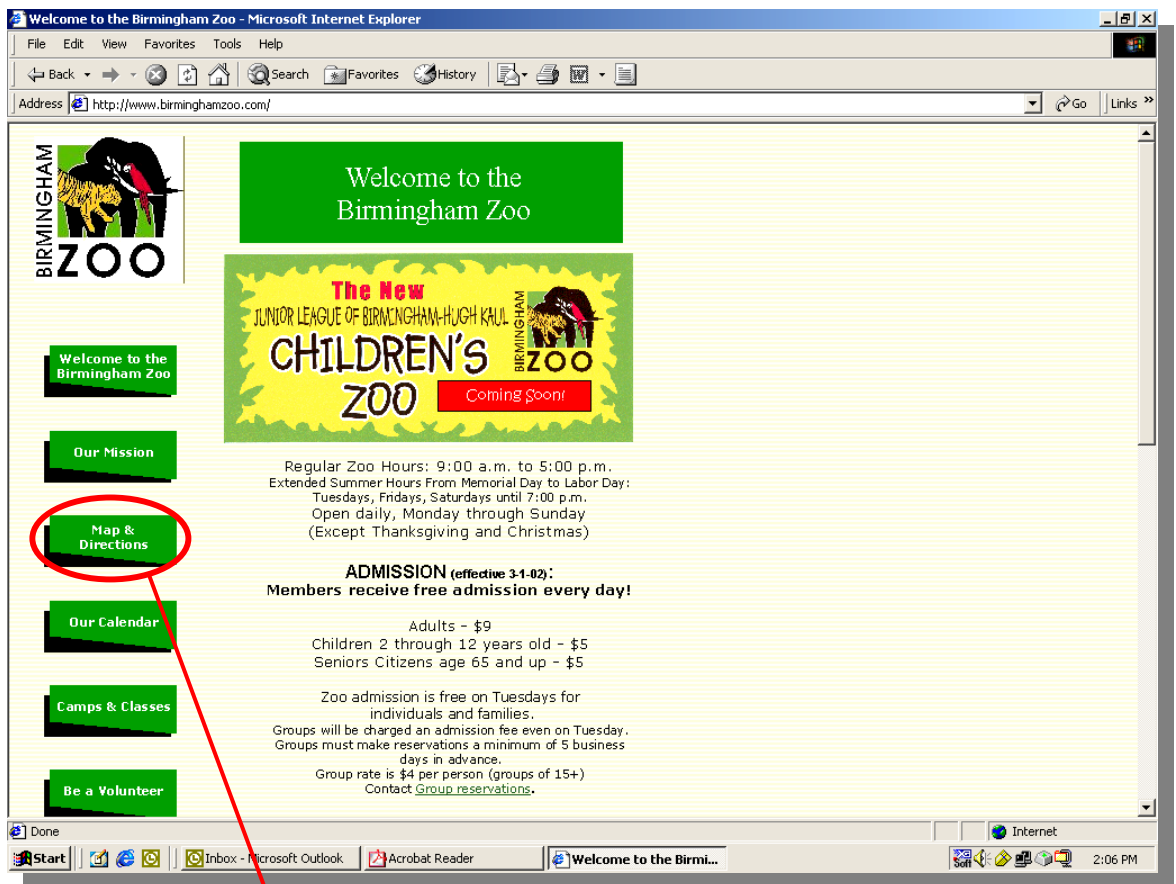 Welcome to the Birmingham Zoo - Microsoft Internet Explorer
File Edit View Favorites Tools Help
Back Search Favorites History
Address http://www.birminghamzoo.com/ Go Links »
BIRMINGHAM
ZOO
Welcome to the
Birmingham Zoo
The New
JUNIOR LEAGUE OF BIRMINGHAM-HUGH KAUL
CHILDREN'S
ZOO
BIRMINGHAM
ZOO
Coming Soon!
Welcome to the
Birmingham Zoo
Our Mission
Map &
Directions
Our Calendar
Camps & Classes
Be a Volunteer
Regular Zoo Hours: 9:00 a.m. to 5:00 p.m.
Extended Summer Hours From Memorial Day to Labor Day:
Tuesdays, Fridays, Saturdays until 7:00 p.m.
Open daily, Monday through Sunday
(Except Thanksgiving and Christmas)
ADMISSION (effective 3-1-02):
Members receive free admission every day!
Adults - $9
Children 2 through 12 years old - $5
Seniors Citizens age 65 and up - $5
Zoo admission is free on Tuesdays for
individuals and families.
Groups will be charged an admission fee even on Tuesday.
Groups must make reservations a minimum of 5 business
days in advance.
Group rate is $4 per person (groups of 15+)
Contact Group reservations.
Done Internet
Start Inbox - Microsoft Outlook Acrobat Reader Welcome to the Birmi... 2:06 PM